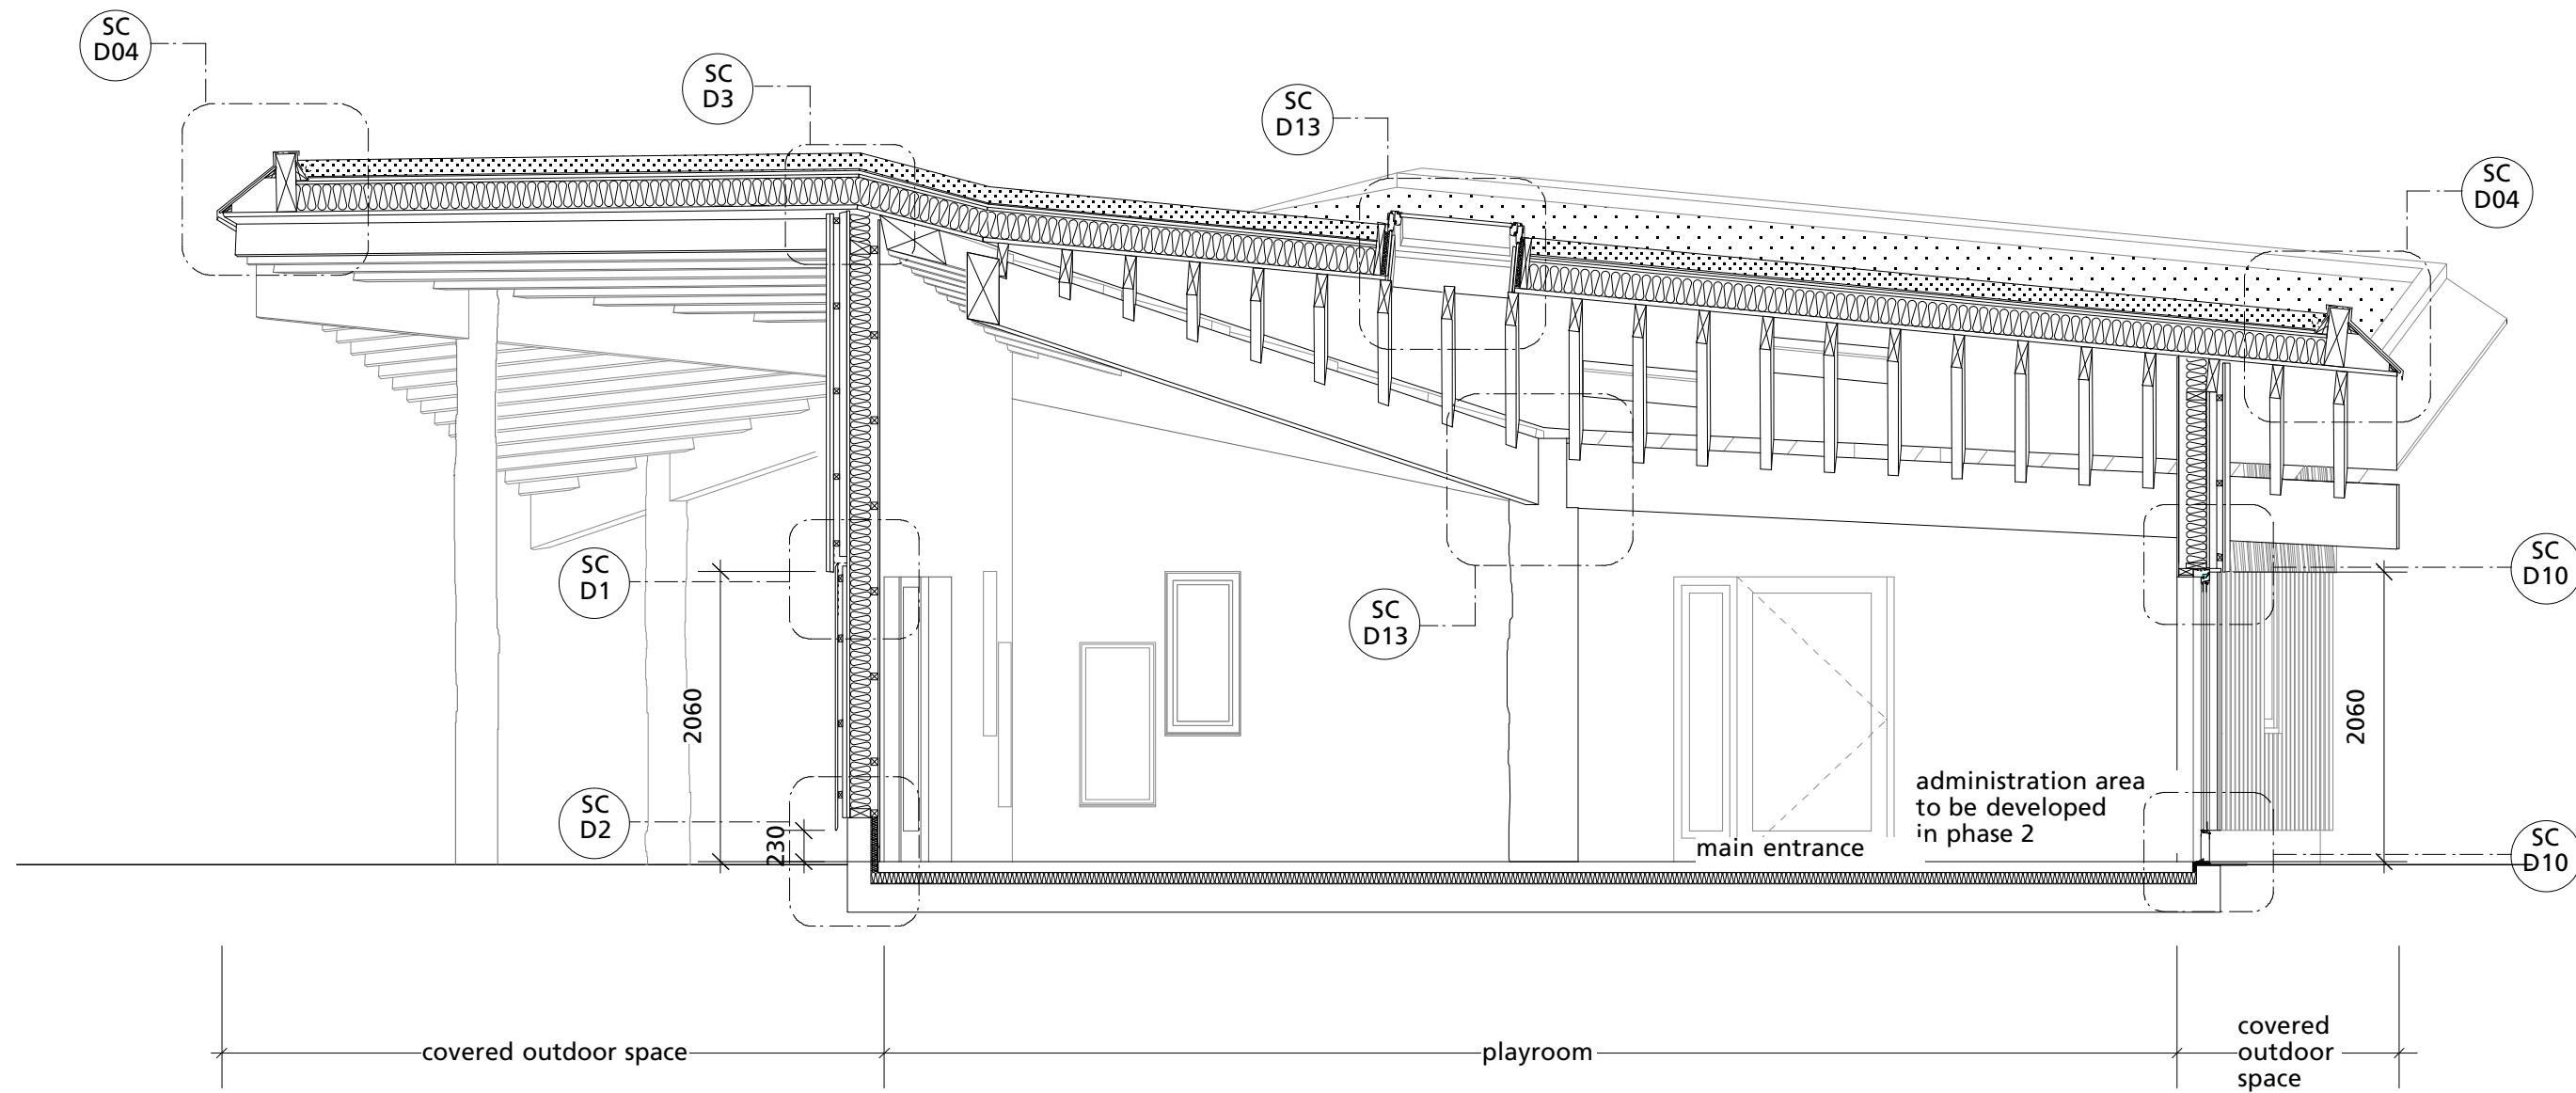 SC
D04
SC
D3
SC
D13
SC
D04
SC
D1
SC
D13
SC
D10
2060
2060
SC
D2
230
administration area
to be developed
in phase 2
main entrance
SC
D10
covered outdoor space
playroom
covered
outdoor
space